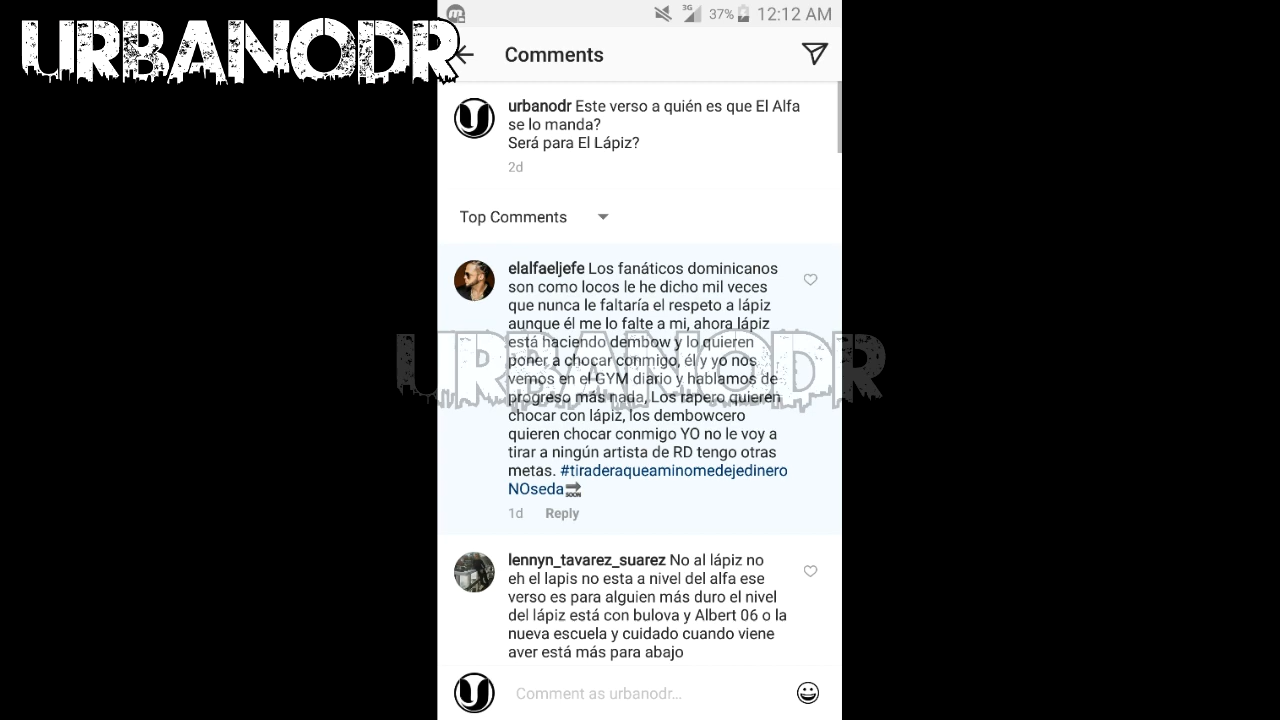 URBANODR
3G 37% 12:12 AM
Comments
urbanodr Este verso a quién es que El Alfa
se lo manda?
Será para El Lápiz?
2d
Top Comments
elalfaeljefe Los fanáticos dominicanos
son como locos le he dicho mil veces
que nunca le faltaría el respeto a lápiz
aunque él me lo falte a mi, ahora lápiz
está haciendo dembow y lo quieren
poner a chocar conmigo, él y yo nos
vemos en el GYM diario y hablamos de
progreso más nada, Los rapero quieren
chocar con lápiz, los dembowcero
quieren chocar conmigo YO no le voy a
tirar a ningún artista de RD tengo otras
metas. #tiraderaqueaminomedejedinero
NOseda🔜
1d Reply
URBANODR
lennyn_tavarez_suarez No al lápiz no
eh el lapis no esta a nivel del alfa ese
verso es para alguien más duro el nivel
del lápiz está con bulova y Albert 06 o la
nueva escuela y cuidado cuando viene
aver está más para abajo
Comment as urbanodr...